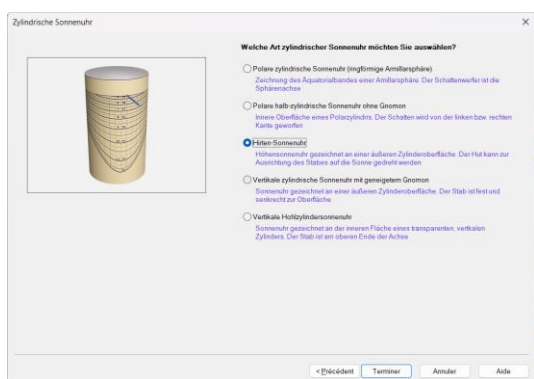 Zylindrische Sonnenuhr
Welche Art zylindrischer Sonnenuhr möchten Sie auswählen?
Polare zylindrische Sonnenuhr (ringförmige Armillarsphäre)
Zeichnung des Äquatorialbandes einer Armillarsphäre. Der Schattenwerfer ist die
Sphärenachse
Polare halb-zylindrische Sonnenuhr ohne Gnomon
Innere Oberfläche eines Polarzylindrns. Der Schatten wird von der linken bzw. rechten
Kante geworfen
Hirten-Sonnenuhr
Höhensonnenuhr gezeichnet an einer äußeren Zylinderoberfläche. Der Hut kann zur
Ausrichtung des Stabes auf die Sonne gedreht werden
Vertikale zylindrische Sonnenuhr mit geneigetem Gnomon
Sonnenuhr gezeichnet an einer äußeren Zylinderoberfläche. Der Stab ist fest und
senkrecht zur Oberfläche
Vertikale Hohlzylindersonnenuhr
Sonnenuhr gezeichnet an der inneren Fläche eines transparenten, vertikalen
Zylinders. Der Stab ist am oberen Ende der Achse
< Précédent Terminer Annuler Aide